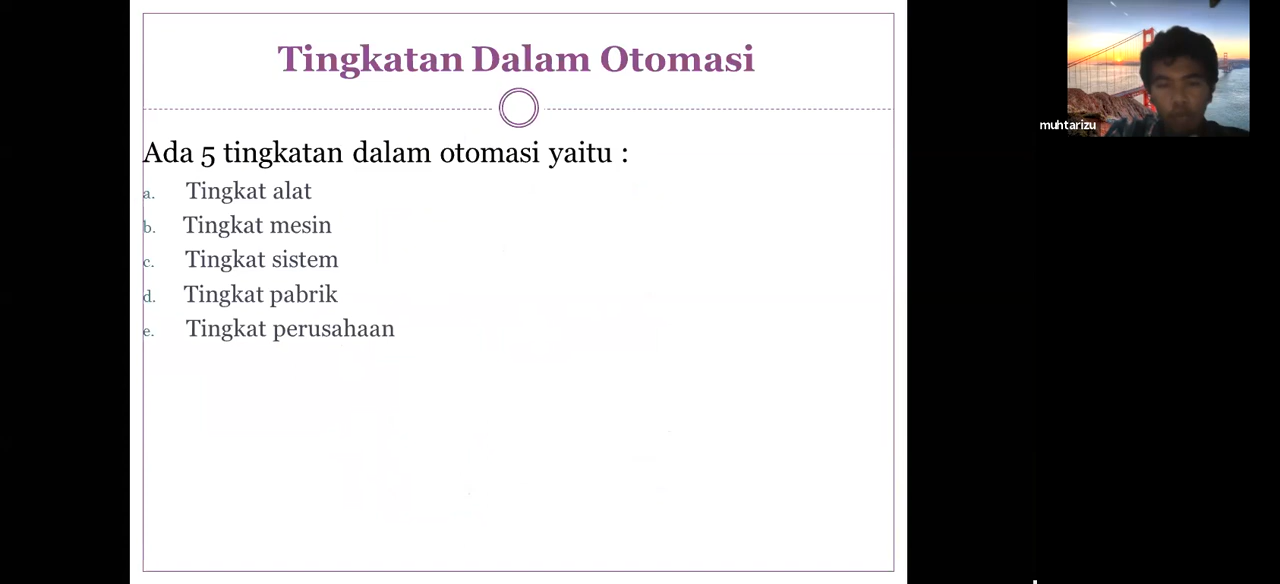 Tingkatan Dalam Otomasi
Ada 5 tingkatan dalam otomasi yaitu :
a. Tingkat alat
b. Tingkat mesin
c. Tingkat sistem
d. Tingkat pabrik
e. Tingkat perusahaan
muhtarizu